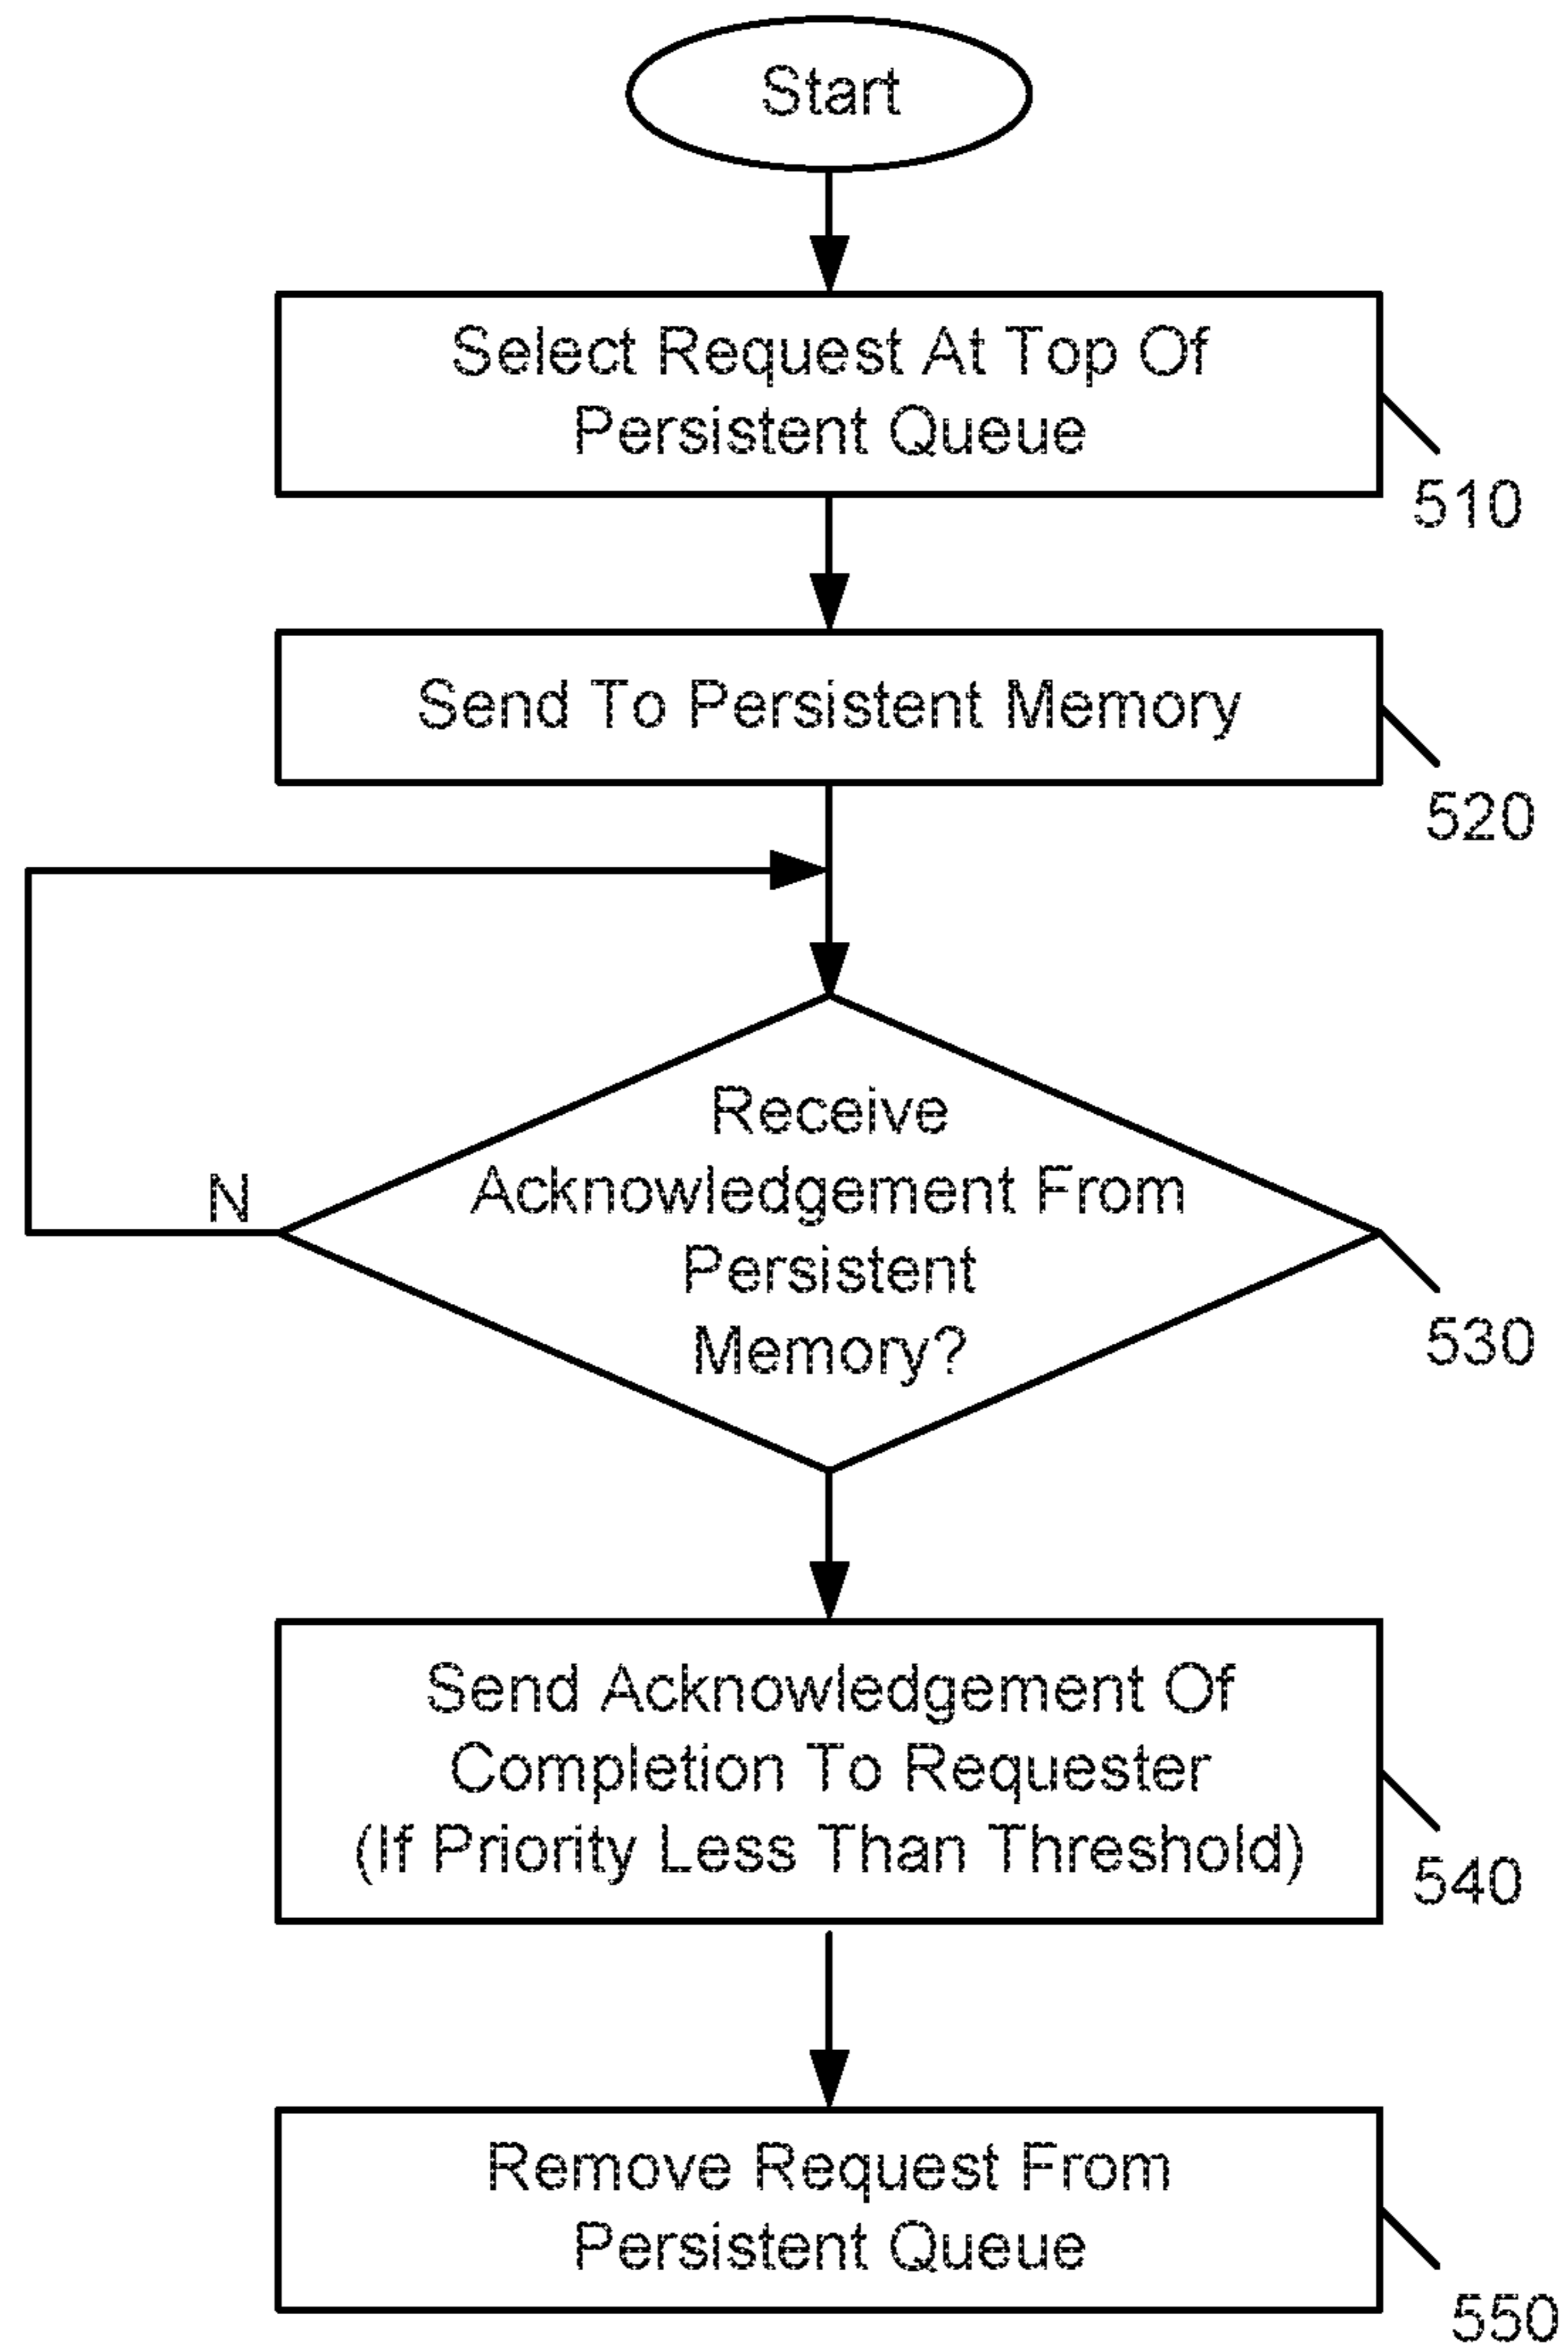 Start
Select Request At Top Of
Persistent Queue
510
Send To Persistent Memory
520
Receive
Acknowledgement From
Persistent
Memory?
N
530
Send Acknowledgement Of
Completion To Requester
(If Priority Less Than Threshold)
540
Remove Request From
Persistent Queue
550